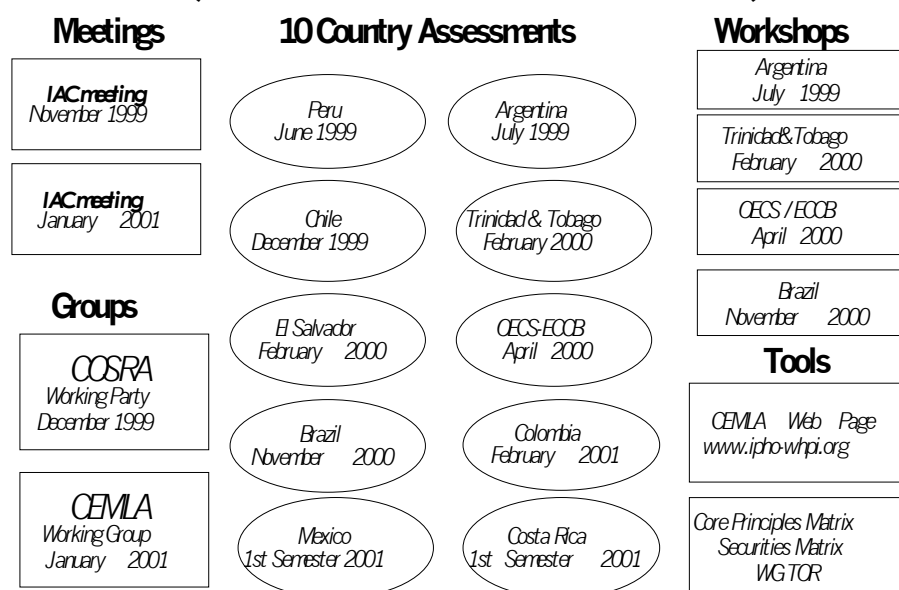 Meetings
IAC meeting
November 1999
IAC meeting
January 2001
Groups
COSRA
Working Party
December 1999
CEMLA
Working Group
January 2001
10 Country Assessments
Peru
June 1999
Argentina
July 1999
Chile
December 1999
Trinidad & Tobago
February 2000
El Salvador
February 2000
OECS-ECCB
April 2000
Brazil
November 2000
Colombia
February 2001
Mexico
1st Semester 2001
Costa Rica
1st Semester 2001
Workshops
Argentina
July 1999
Trinidad&Tobago
February 2000
OECS / ECCB
April 2000
Brazil
November 2000
Tools
CEMLA Web Page
www.ipho-whpi.org
Core Principles Matrix
Securities Matrix
WG TOR